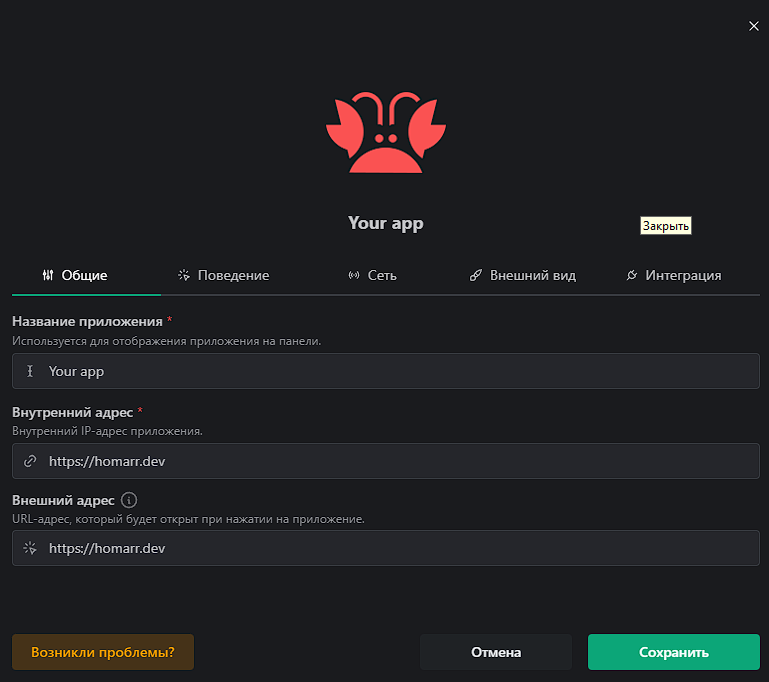 Your app
Закрыть
Общие
Поведение
Сеть
Внешний вид
Интеграция
Название приложения *
Используется для отображения приложения на панели.
Your app
Внутренний адрес *
Внутренний IP-адрес приложения.
https://homarr.dev
Внешний адрес
URL-адрес, который будет открыт при нажатии на приложение.
https://homarr.dev
Возникли проблемы?
Отмена
Сохранить